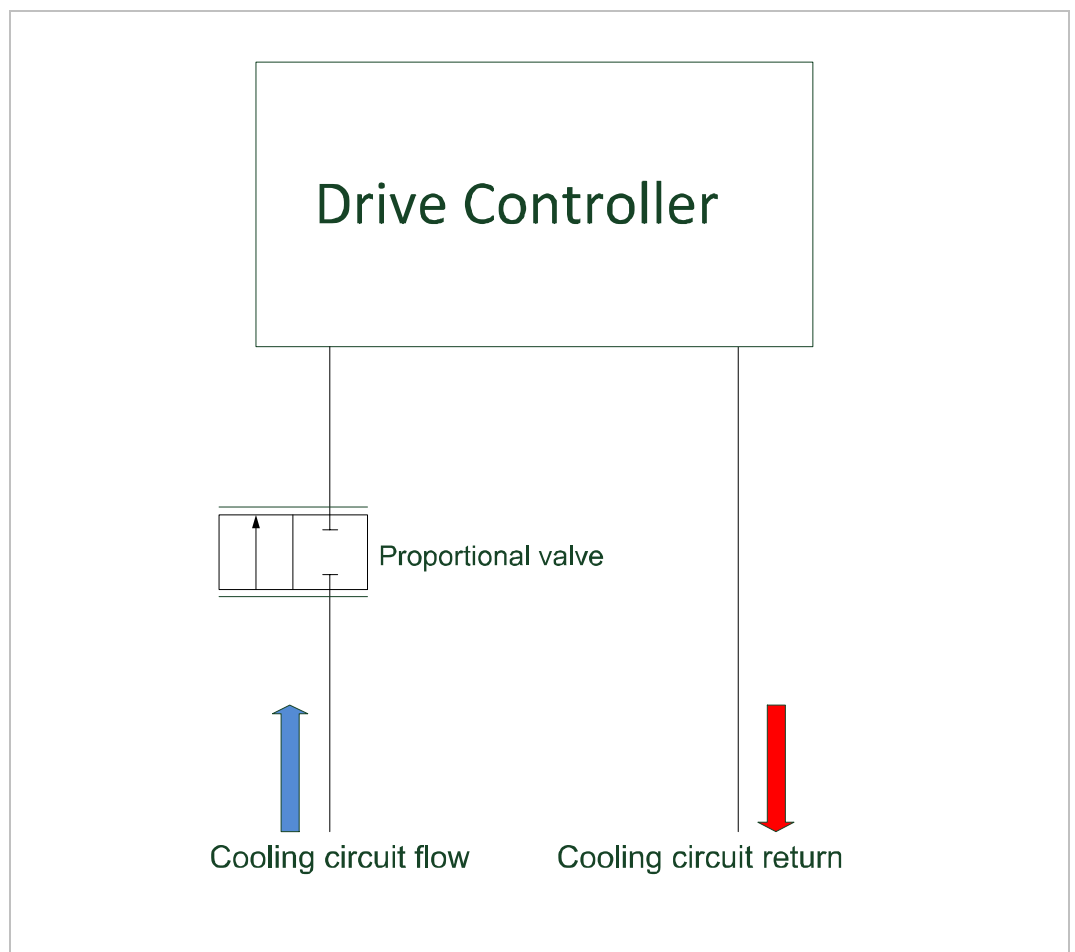 Drive Controller
Proportional valve
Cooling circuit flow
Cooling circuit return